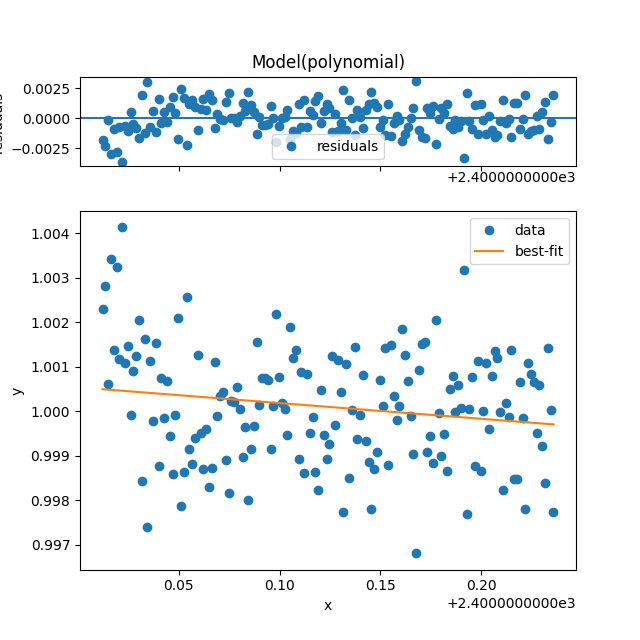 Model(polynomial)
0.0025
0.0000
−0.0025
residuals
+2.4000000000e3
1.004
1.003
1.002
1.001
1.000
0.999
0.998
0.997
y
data
best-fit
0.05
0.10
0.15
0.20
x
+2.4000000000e3